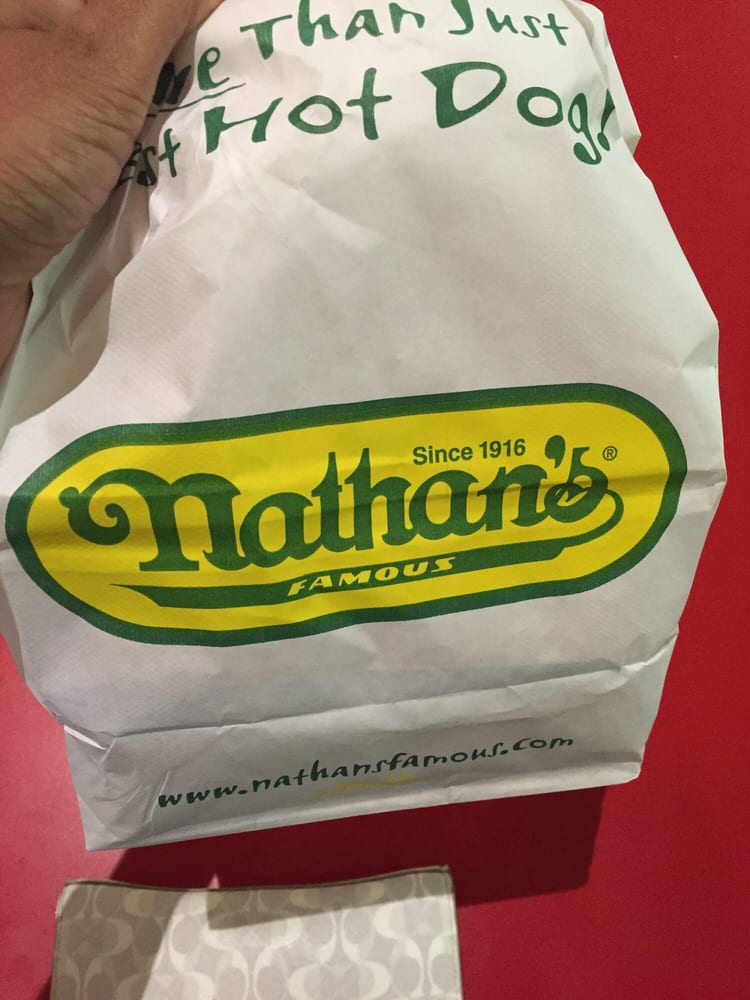 Than Just
Hot Dog!
Since 1916
Nathan's®
FAMOUS
www.nathansfamous.com